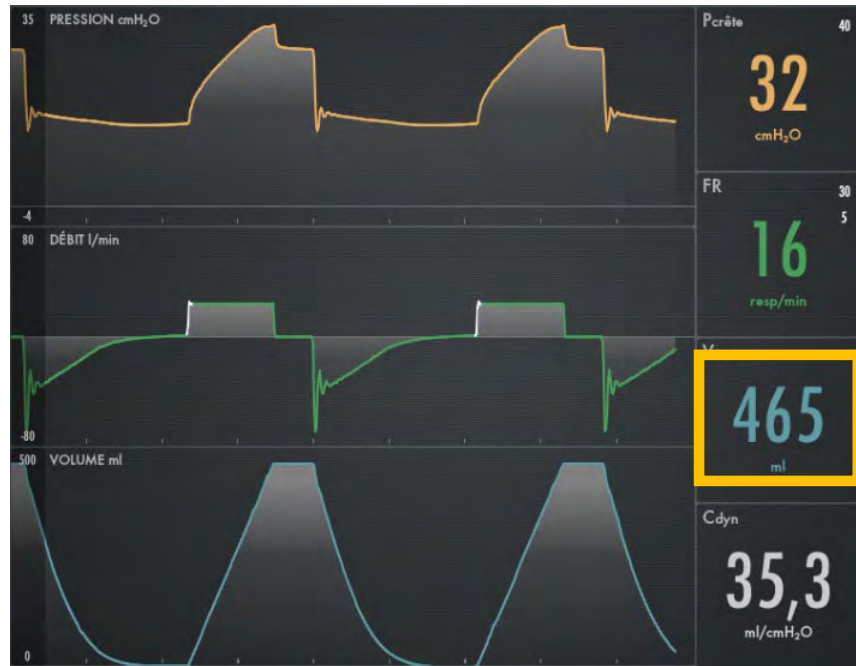 35 PRESSION cmH₂O
-4
80 DÉBIT l/min
-80
500 VOLUME ml
0
Pcrête 40
32
cmH₂O
FR 30
5
16
resp/min
465
ml
Cdyn
35,3
ml/cmH₂O